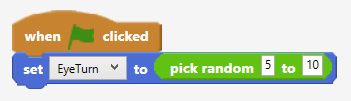 when clicked
set EyeTurn to pick random 5 to 10